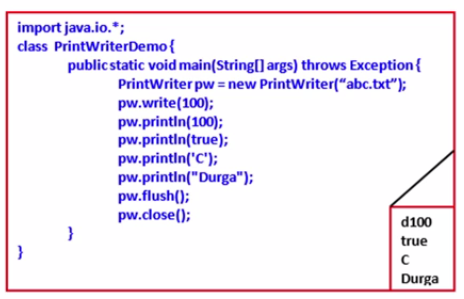 import java.io.*;
class PrintWriterDemo{
public static void main(String[] args) throws Exception{
PrintWriter pw = new PrintWriter(“abc.txt”);
pw.write(100);
pw.println(100);
pw.println(true);
pw.println('C');
pw.println("Durga");
pw.flush();
pw.close();
}
}
d100
true
C
Durga